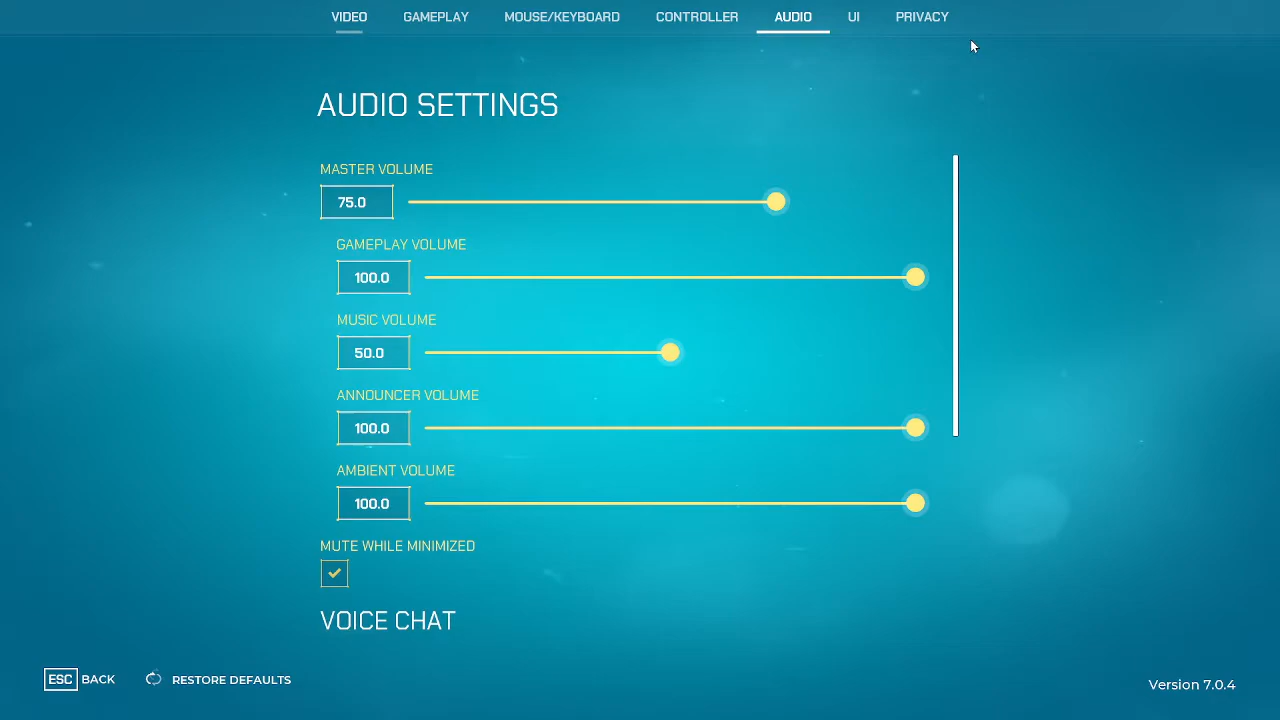 VIDEO GAMEPLAY MOUSE/KEYBOARD CONTROLLER AUDIO UI PRIVACY
AUDIO SETTINGS
MASTER VOLUME
75.0
GAMEPLAY VOLUME
100.0
MUSIC VOLUME
50.0
ANNOUNCER VOLUME
100.0
AMBIENT VOLUME
100.0
MUTE WHILE MINIMIZED
VOICE CHAT
ESC BACK RESTORE DEFAULTS
Version 7.0.4